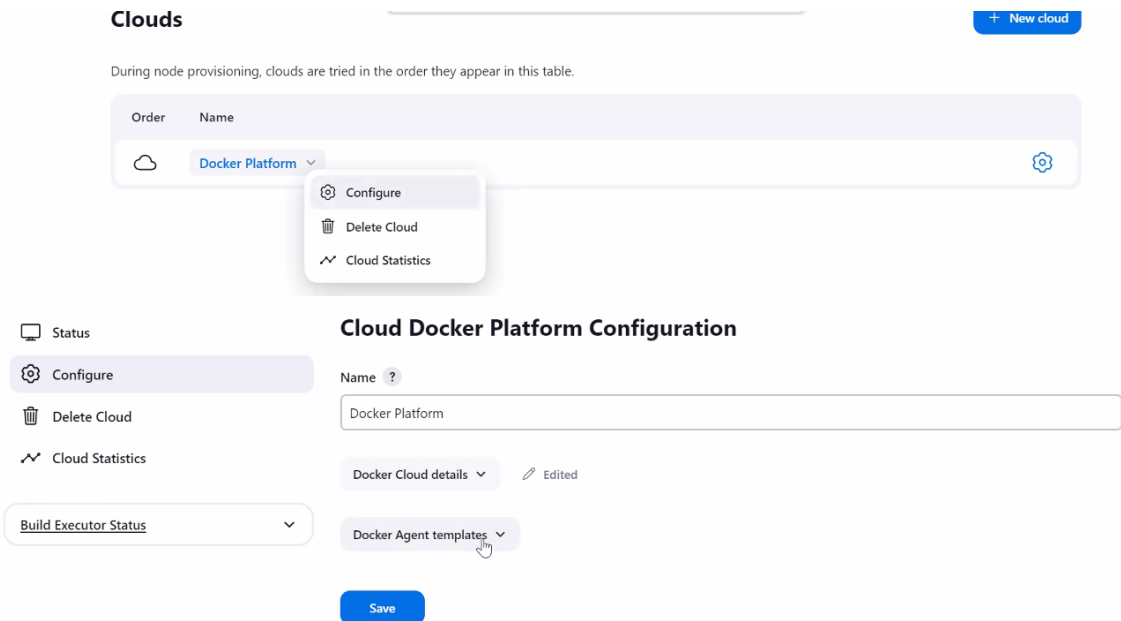 Clouds
+ New cloud
During node provisioning, clouds are tried in the order they appear in this table.
Order Name
Docker Platform
Configure
Delete Cloud
Cloud Statistics
Status
Configure
Delete Cloud
Cloud Statistics
Build Executor Status
Cloud Docker Platform Configuration
Name ?
Docker Platform
Docker Cloud details Edited
Docker Agent templates
Save